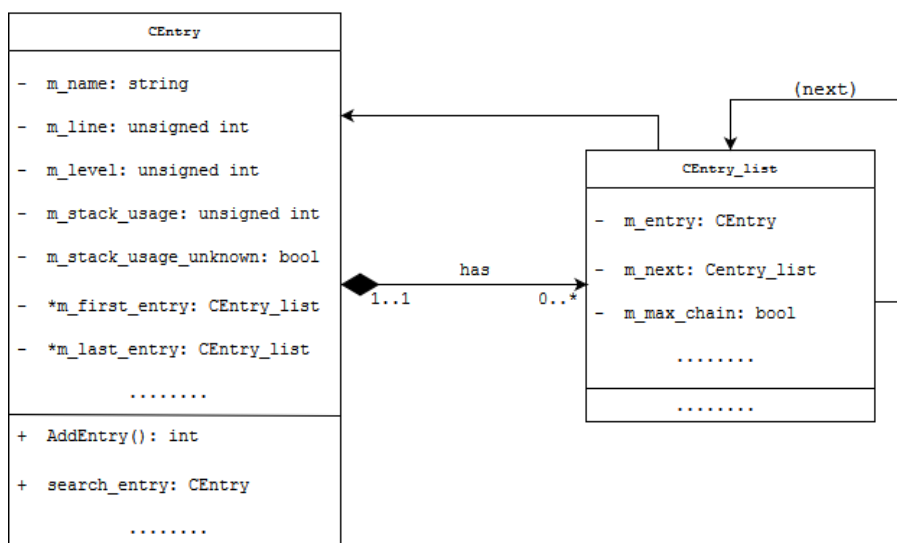 CEntry
- m_name: string
- m_line: unsigned int
- m_level: unsigned int
- m_stack_usage: unsigned int
- m_stack_usage_unknown: bool
- *m_first_entry: CEntry_list
- *m_last_entry: CEntry_list
........
+ AddEntry(): int
+ search_entry: CEntry
........
has
1..1
0..*
(next)
CEntry_list
- m_entry: CEntry
- m_next: Centry_list
- m_max_chain: bool
........
........